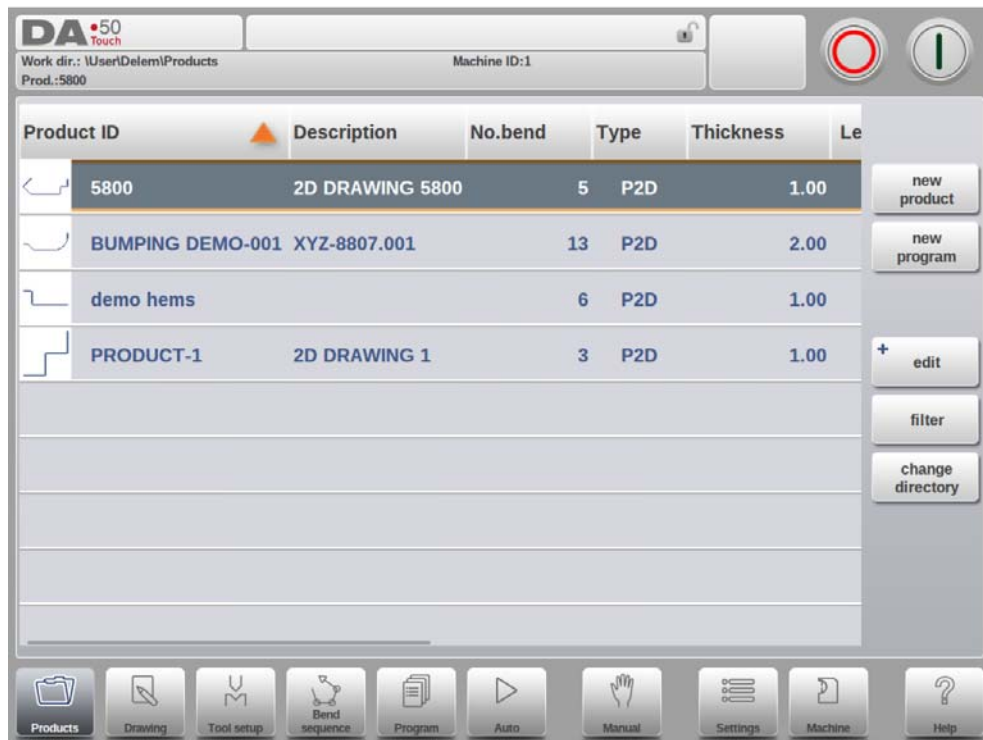 DA•50
Touch
Work dir.: \User\Delem\Products
Machine ID:1
Prod.:5800
Product ID Description No.bend Type Thickness Le
5800 2D DRAWING 5800 5 P2D 1.00
BUMPING DEMO-001 XYZ-8807.001 13 P2D 2.00
demo hems 6 P2D 1.00
PRODUCT-1 2D DRAWING 1 3 P2D 1.00
new
product
new
program
+ edit
filter
change
directory
Products
Drawing
Tool setup
Bend
sequence
Program
Auto
Manual
Settings
Machine
Help